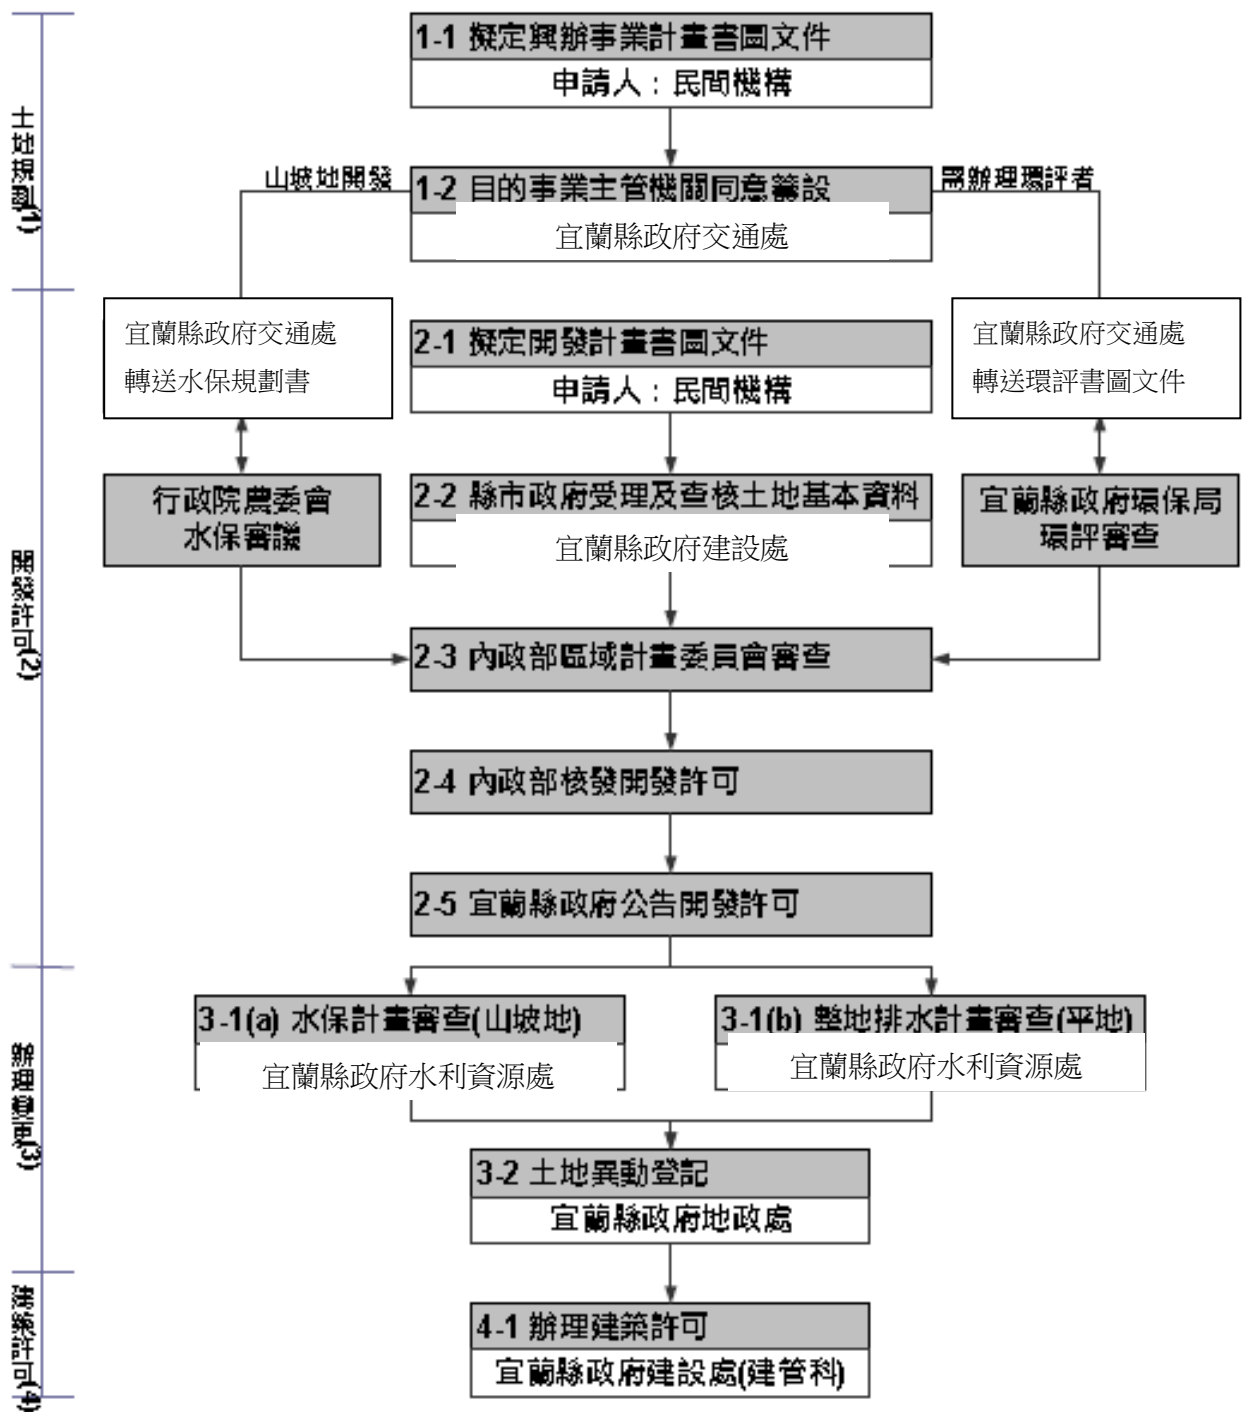 1-1 擬定興辦事業計畫書圖文件
申請人：民間機構
土地規劃(1)
山坡地開發
1-2 目的事業主管機關同意籌設
需辦理環評者
宜蘭縣政府交通處
宜蘭縣政府交通處
轉送水保規劃書
2-1 擬定開發計畫書圖文件
申請人：民間機構
宜蘭縣政府交通處
轉送環評書圖文件
行政院農委會
水保審議
2-2 縣市政府受理及查核土地基本資料
宜蘭縣政府建設處
宜蘭縣政府環保局
環評審查
開發許可(2)
2-3 內政部區域計畫委員會審查
2-4 內政部核發開發許可
2-5 宜蘭縣政府公告開發許可
3-1(a) 水保計畫審查(山坡地)
宜蘭縣政府水利資源處
3-1(b) 整地排水計畫審查(平地)
宜蘭縣政府水利資源處
辦理變更(3)
3-2 土地異動登記
宜蘭縣政府地政處
4-1 辦理建築許可
宜蘭縣政府建設處(建管科)
建築許可(4)